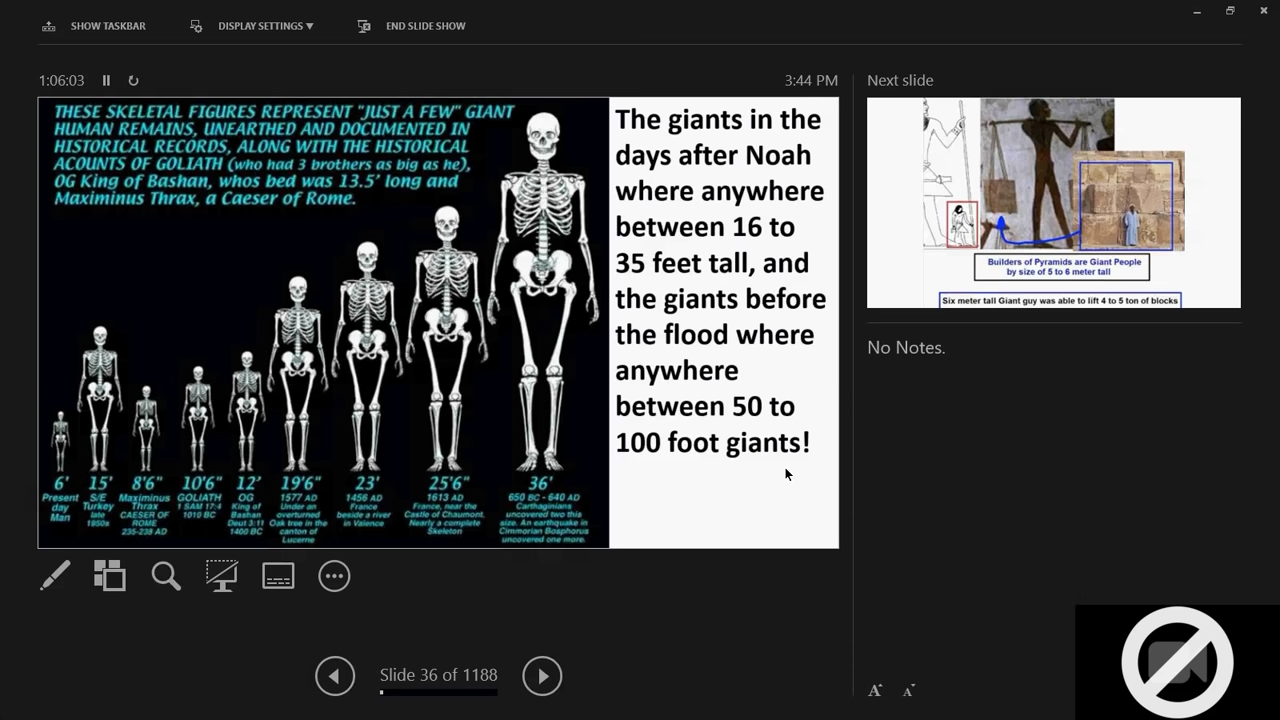 SHOW TASKBAR
DISPLAY SETTINGS ▼
END SLIDE SHOW
1:06:03
3:44 PM
THESE SKELETAL FIGURES REPRESENT "JUST A FEW" GIANT
HUMAN REMAINS, UNEARTHED AND DOCUMENTED IN
HISTORICAL RECORDS, ALONG WITH THE HISTORICAL
ACOUNTS OF GOLIATH (who had 3 brothers as big as he),
OG King of Bashan, whos bed was 13.5' long and
Maximinus Thrax, a Caeser of Rome.
6'
Present
day
Man
15'
S/E
Turkey
late
1950s
8'6"
Maximinus
Thrax
CAESER OF
ROME
235-238 AD
10'6"
GOLIATH
1 SAM 17:4
1010 BC
12'
OG
King of
Bashan
Deut 3:11
1400 BC
19'6"
1577 AD
Under an
overturned
Oak tree in the
canton of
Lucerne
23'
1456 AD
France
beside a river
in Valence
25'6"
1613 AD
France, near the
Castle of Chaumont.
Nearly a complete
Skeleton
36'
650 BC - 640 AD
Carthaginians
uncovered two this
size. An earthquake in
Cimmorian Bosphorus
uncovered one more.
The giants in the
days after Noah
where anywhere
between 16 to
35 feet tall, and
the giants before
the flood where
anywhere
between 50 to
100 foot giants!
Next slide
Builders of Pyramids are Giant People
by size of 5 to 6 meter tall
Six meter tall Giant guy was able to lift 4 to 5 ton of blocks
No Notes.
Slide 36 of 1188
A A